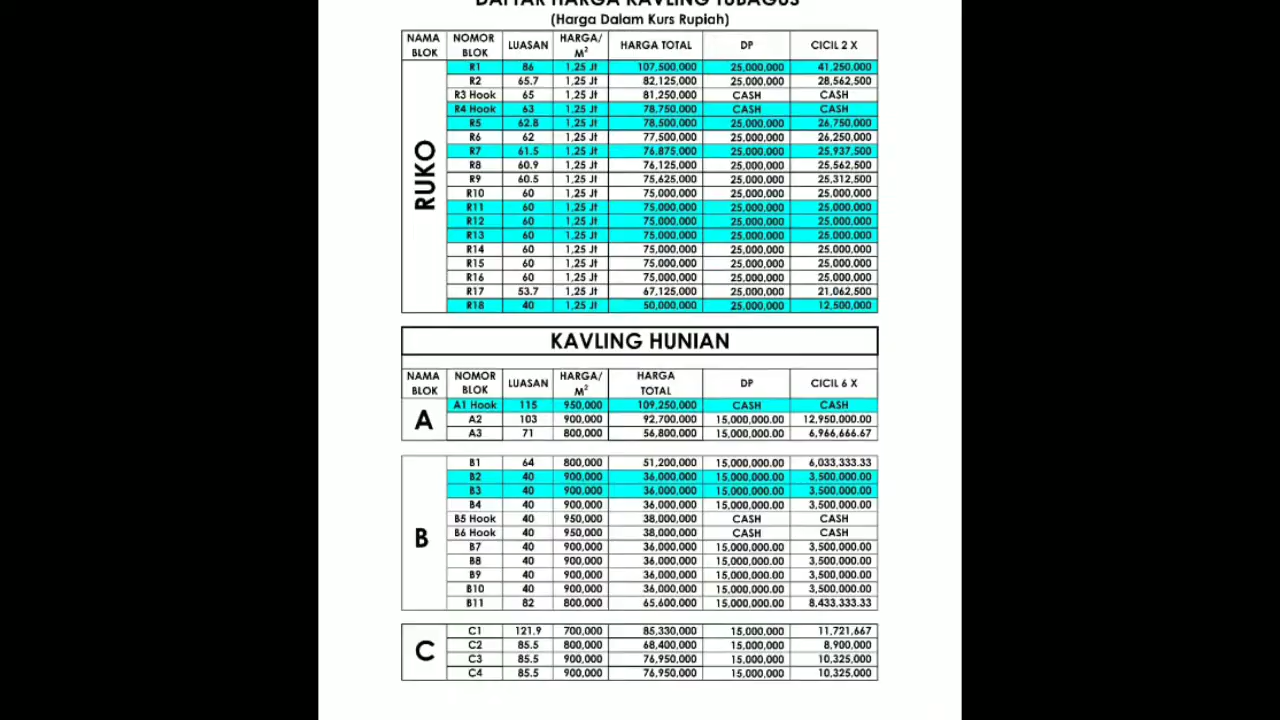 DAFTAR HARGA KAVLING TUBAGUS
(Harga Dalam Kurs Rupiah)
NAMA BLOK NOMOR BLOK LUASAN HARGA/ M² HARGA TOTAL DP CICIL 2 X
RUKO
R1 86 1,25 Jt 107,500,000 25,000,000 41,250,000
R2 65.7 1,25 Jt 82,125,000 25,000,000 28,562,500
R3 Hook 65 1,25 Jt 81,250,000 CASH CASH
R4 Hook 63 1,25 Jt 78,750,000 CASH CASH
R5 62.8 1,25 Jt 78,500,000 25,000,000 26,750,000
R6 62 1,25 Jt 77,500,000 25,000,000 26,250,000
R7 61.5 1,25 Jt 76,875,000 25,000,000 25,937,500
R8 60.9 1,25 Jt 76,125,000 25,000,000 25,562,500
R9 60.5 1,25 Jt 75,625,000 25,000,000 25,312,500
R10 60 1,25 Jt 75,000,000 25,000,000 25,000,000
R11 60 1,25 Jt 75,000,000 25,000,000 25,000,000
R12 60 1,25 Jt 75,000,000 25,000,000 25,000,000
R13 60 1,25 Jt 75,000,000 25,000,000 25,000,000
R14 60 1,25 Jt 75,000,000 25,000,000 25,000,000
R15 60 1,25 Jt 75,000,000 25,000,000 25,000,000
R16 60 1,25 Jt 75,000,000 25,000,000 25,000,000
R17 53.7 1,25 Jt 67,125,000 25,000,000 21,062,500
R18 40 1,25 Jt 50,000,000 25,000,000 12,500,000
KAVLING HUNIAN
NAMA BLOK NOMOR BLOK LUASAN HARGA/ M² HARGA TOTAL DP CICIL 6 X
A
A1 Hook 115 950,000 109,250,000 CASH CASH
A2 103 900,000 92,700,000 15,000,000.00 12,950,000.00
A3 71 800,000 56,800,000 15,000,000.00 6,966,666.67
B
B1 64 800,000 51,200,000 15,000,000.00 6,033,333.33
B2 40 900,000 36,000,000 15,000,000.00 3,500,000.00
B3 40 900,000 36,000,000 15,000,000.00 3,500,000.00
B4 40 900,000 36,000,000 15,000,000.00 3,500,000.00
B5 Hook 40 950,000 38,000,000 CASH CASH
B6 Hook 40 950,000 38,000,000 CASH CASH
B7 40 900,000 36,000,000 15,000,000.00 3,500,000.00
B8 40 900,000 36,000,000 15,000,000.00 3,500,000.00
B9 40 900,000 36,000,000 15,000,000.00 3,500,000.00
B10 40 900,000 36,000,000 15,000,000.00 3,500,000.00
B11 82 800,000 65,600,000 15,000,000.00 8,433,333.33
C
C1 121.9 700,000 85,330,000 15,000,000 11,721,667
C2 85.5 800,000 68,400,000 15,000,000 8,900,000
C3 85.5 900,000 76,950,000 15,000,000 10,325,000
C4 85.5 900,000 76,950,000 15,000,000 10,325,000